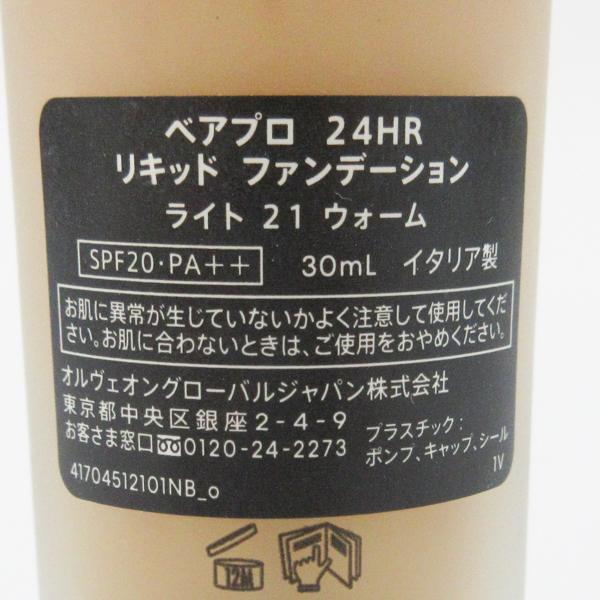 ベアプロ 24HR
リキッド ファンデーション
ライト 21 ウォーム
SPF20・PA++ 30mL イタリア製
お肌に異常が生じていないかよく注意して使用してくだ
さい。お肌に合わないときは、ご使用をおやめください。
オルヴェオングローバルジャパン株式会社
東京都中央区銀座2-4-9
お客さま窓口 0120-24-2273
プラスチック:
ポンプ、キャップ、シール
41704512101NB_o
1V
12M